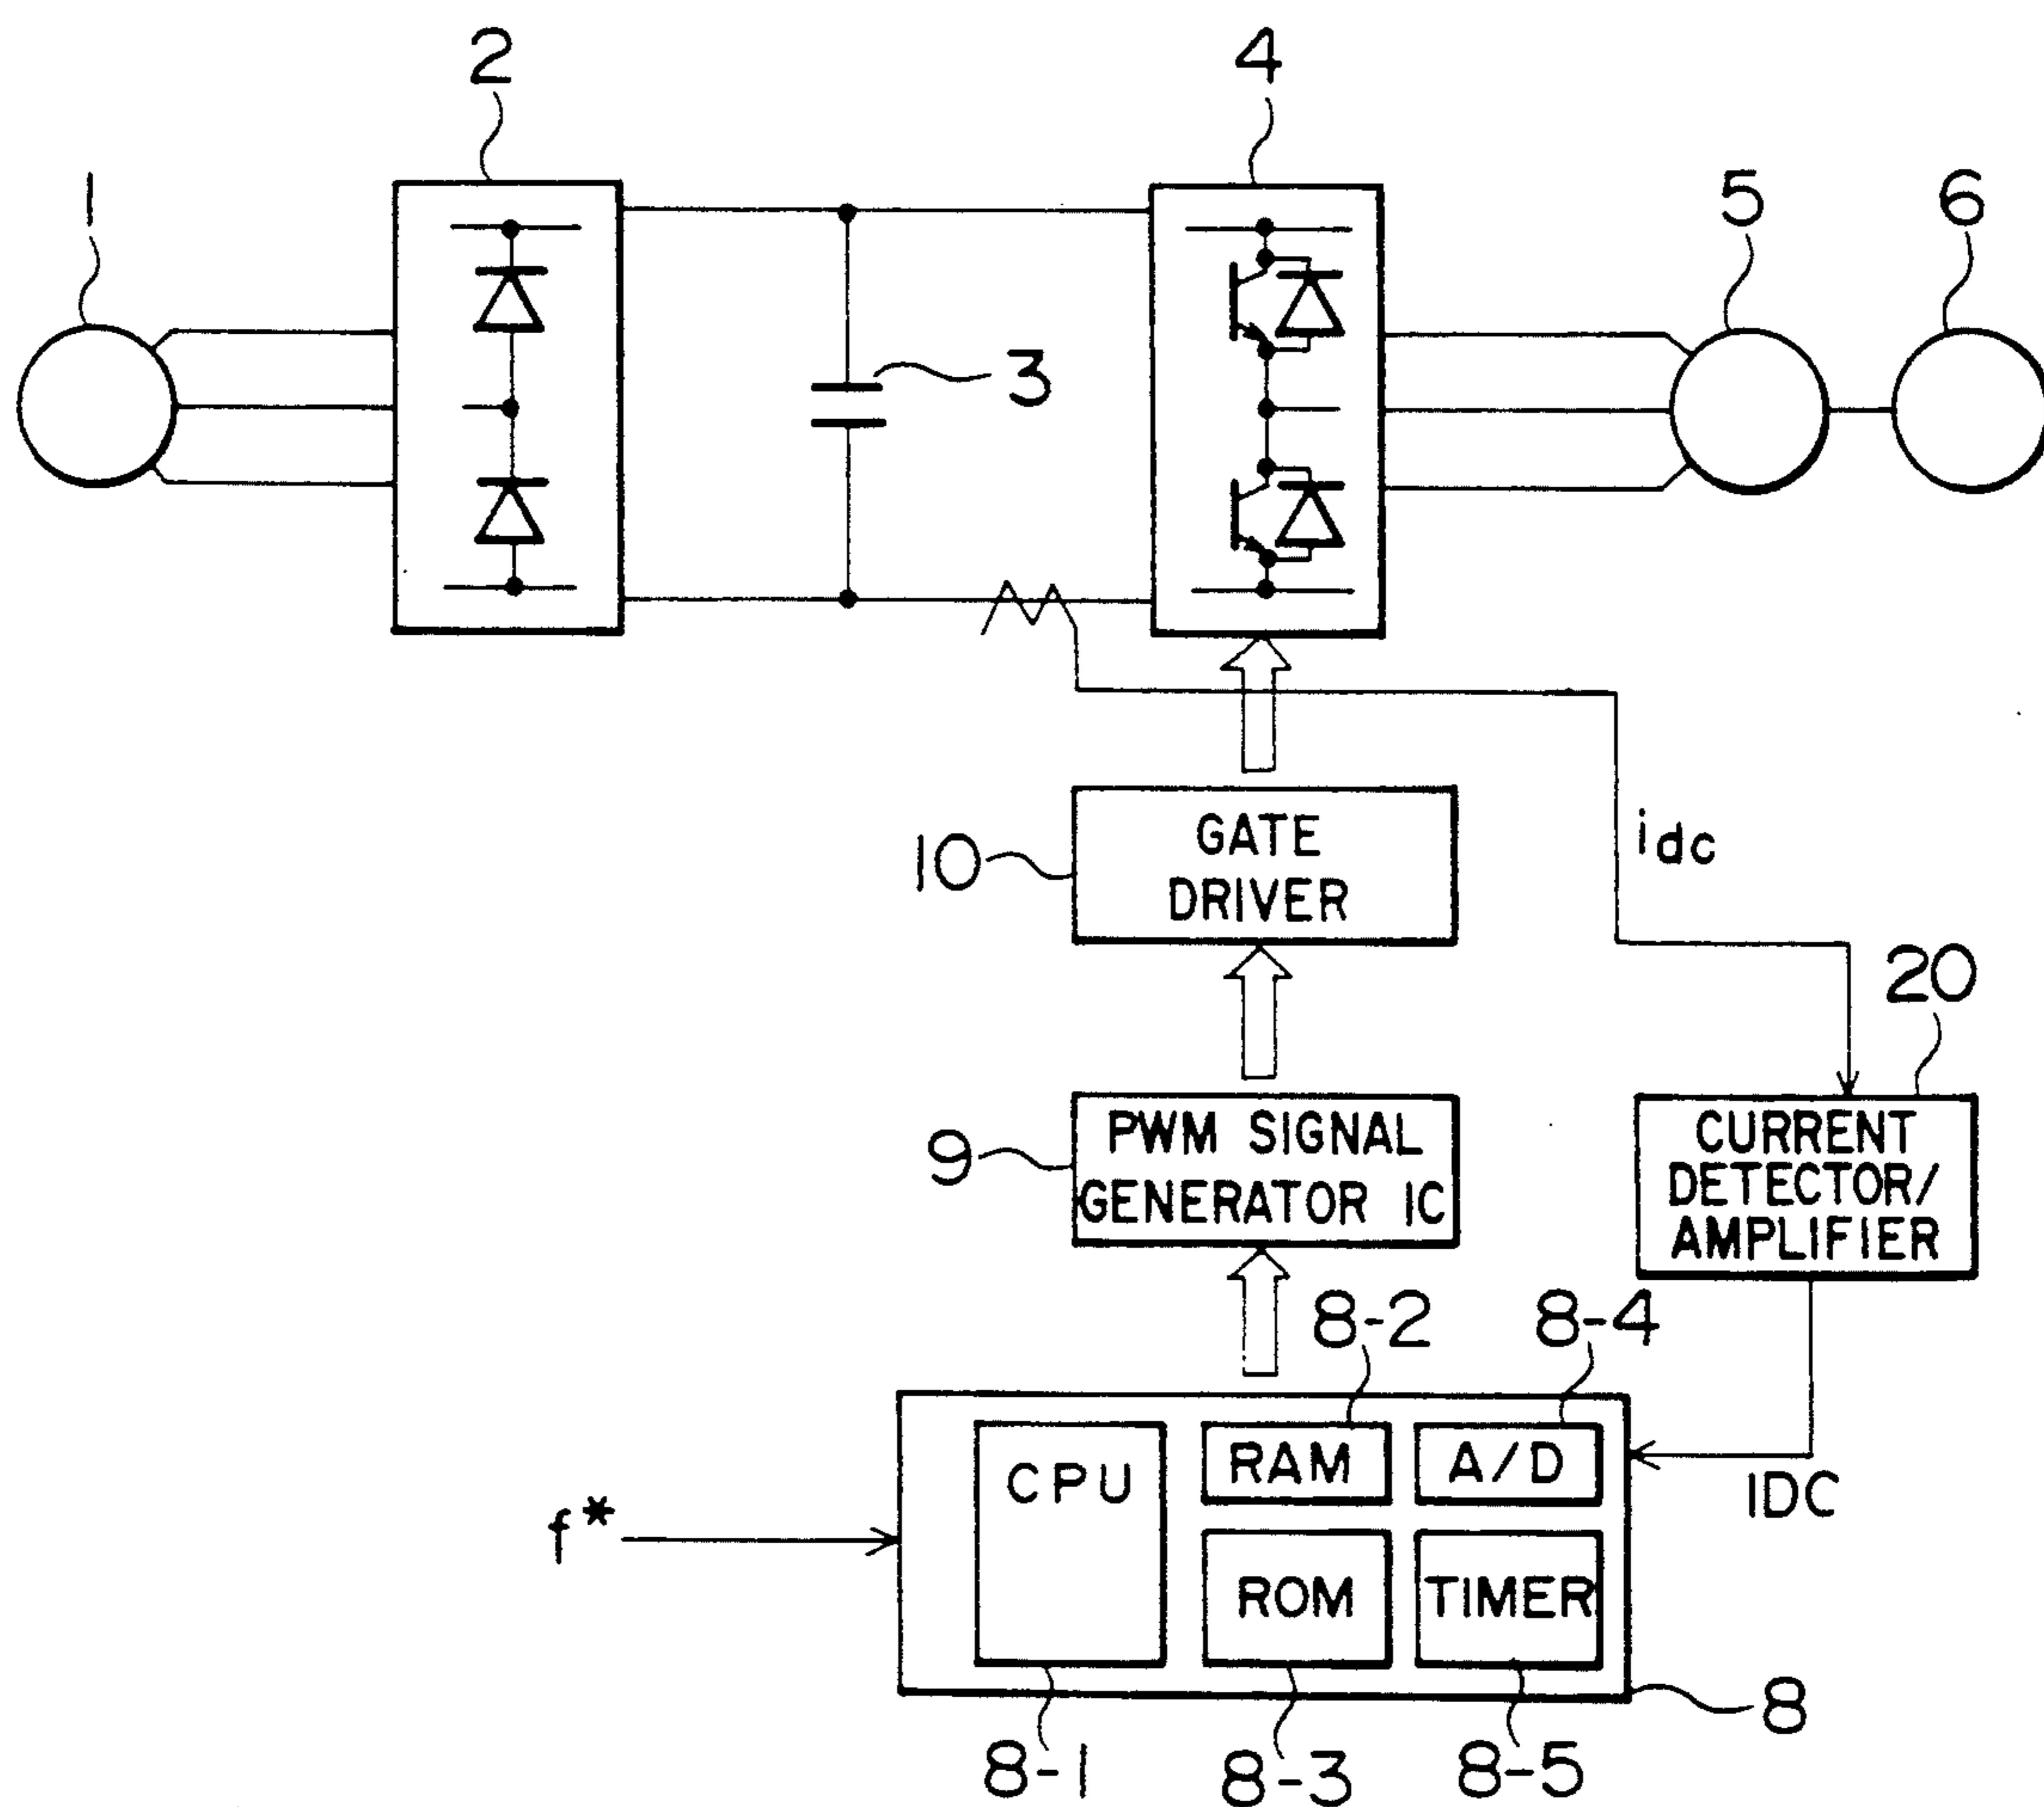 2
4
1
5
6
3
GATE
DRIVER
10
idc
20
PWM SIGNAL
GENERATOR IC
9
CURRENT
DETECTOR/
AMPLIFIER
8-2
8-4
CPU
RAM
A/D
IDC
f*
ROM
TIMER
8
8-1
8-3
8-5